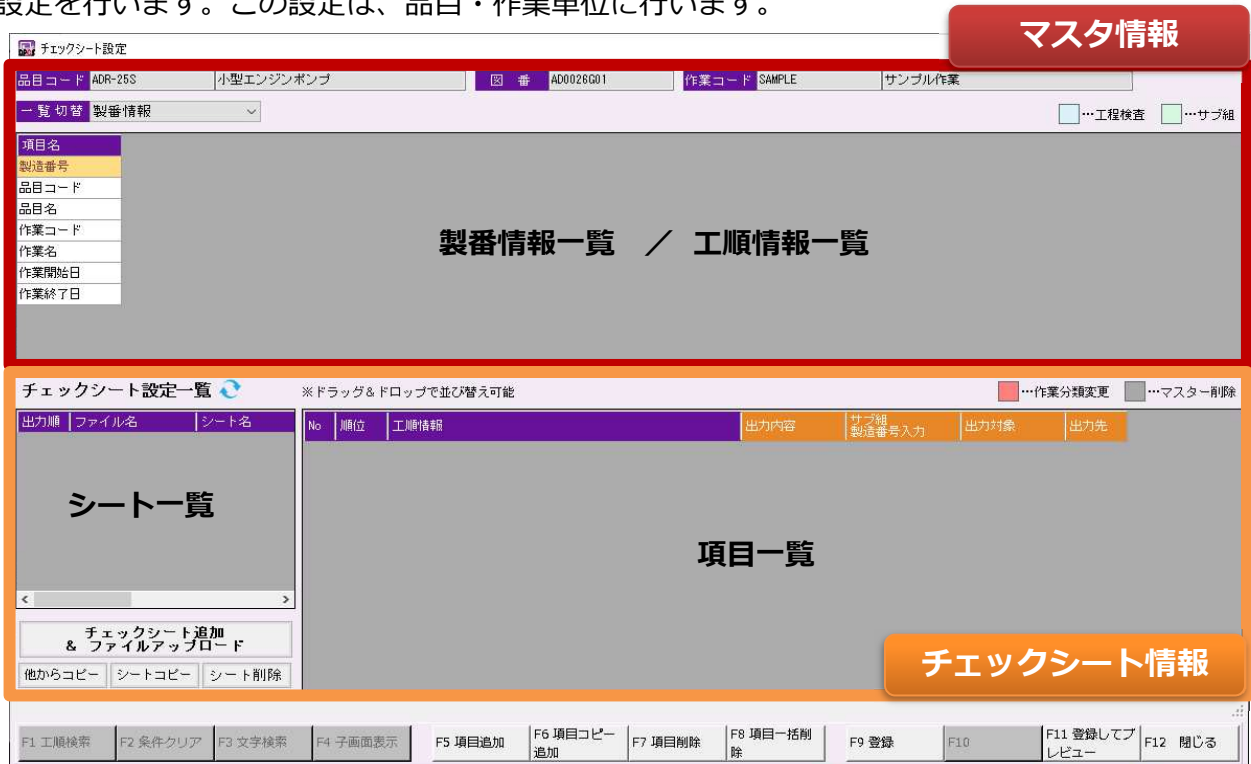 設定を行います。この設定は、品目・作業単位に行います。
マスタ情報
チェックシート設定
品目コード ADR-25S 小型エンジンポンプ 図 番 AD0026G01 作業コード SAMPLE サンプル作業
一覧切替 製番情報 …工程検査 …サブ組
項目名
製造番号
品目コード
品目名
作業コード
作業名
作業開始日
作業終了日
製番情報一覧 ／ 工順情報一覧
チェックシート設定一覧 ※ドラッグ&ドロップで並び替え可能 …作業分類変更 …マスター削除
出力順 ファイル名 シート名
No 順位 工順情報 出力内容 サブ組 製造番号入力 出力対象 出力先
シート一覧
項目一覧
チェックシート追加
& ファイルアップロード
他からコピー シートコピー シート削除
チェックシート情報
F1 工順検索 F2 条件クリア F3 文字検索 F4 子画面表示 F5 項目追加 F6 項目コピー追加 F7 項目削除 F8 項目一括削除 F9 登録 F10 F11 登録してプレビュー F12 閉じる